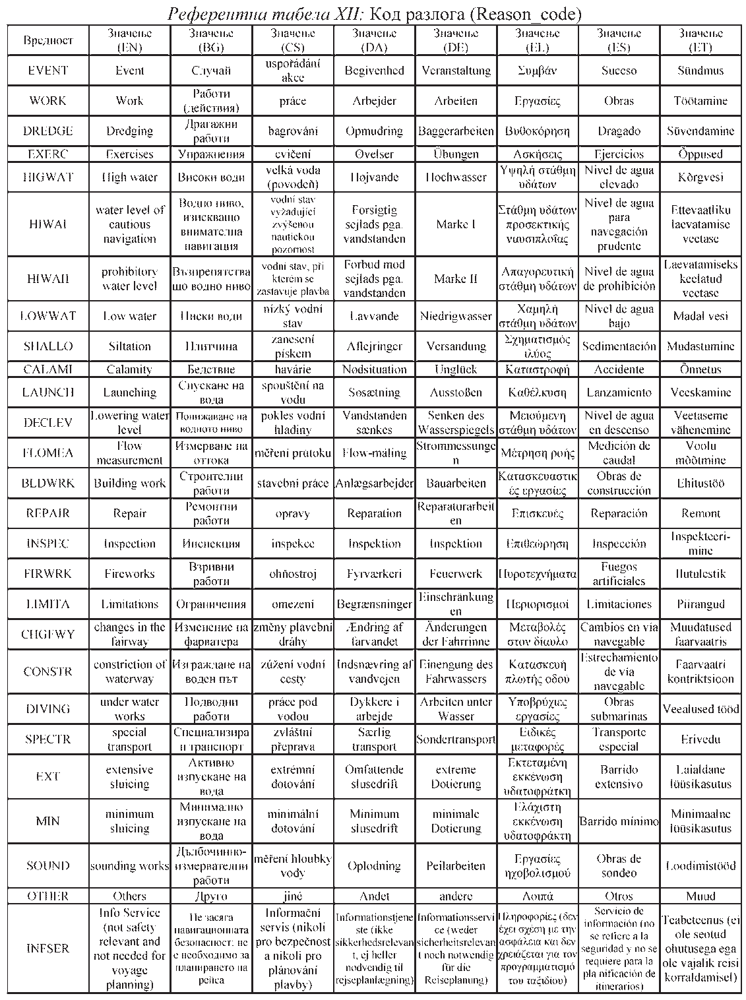 Референтна табела XII: Код разлога (Reason_code)
Вредност Значење (EN) Значење (BG) Значење (CS) Значење (DA) Значење (DE) Значење (EL) Значење (ES) Значење (ET)
EVENT Event Случай uspořádání akce Begivenhed Veranstaltung Συμβάν Suceso Sündmus
WORK Work Работи (действия) práce Arbejder Arbeiten Εργασίες Obras Töötamine
DREDGE Dredging Драгажни работи bagrování Opmudring Baggerarbeiten Βυθοκόρηση Dragado Süvendamine
EXERC Exercises Упражнения cvičení Øvelser Übungen Ασκήσεις Ejercicios Õppused
HIGWAT High water Високи води velká voda (povodeň) Højvande Hochwasser Υψηλή στάθμη υδάτων Nivel de agua elevado Kõrgvesi
HIWAI water level of cautious navigation Водно ниво, изискващо внимателна навигация vodní stav vyžadující zvýšenou nautickou pozornost Forsigtig sejlads pga. vandstanden Marke I Στάθμη υδάτων προσεκτικής ναυσιπλοΐας Nivel de agua para navegación prudente Ettevaatliku laevatamise veetase
HIWAII prohibitory water level Възпрепятства що водно ниво vodní stav, při kterém se zastavuje plavba Forbud mod sejlads pga. vandstanden Marke II Απαγορευτική στάθμη υδάτων Nivel de agua de prohibición Laevatamiseks keelatud veetase
LOWWAT Low water Ниски води nízký vodní stav Lavvande Niedrigwasser Χαμηλή στάθμη υδάτων Nivel de agua bajo Madal vesi
SHALLO Siltation Плитчина zanesení pískem Aflejringer Versandung Σχηματισμός ιλύος Sedimentación Mudastumine
CALAMI Calamity Бедствие havárie Nødsituation Unglück Καταστροφή Accidente Õnnetus
LAUNCH Launching Спускане на вода spouštění na vodu Søsætning Ausstoßen Καθέλκυση Lanzamiento Veeskamine
DECLEV Lowering water level Понижаване на водното ниво pokles vodní hladiny Vandstanden sænkes Senken des Wasserspiegels Μειούμενη στάθμη υδάτων Nivel de agua en descenso Veetaseme vähenemine
FLOMEA Flow measurement Измерване на оттока měření průtoku Flow-måling Strommessunge n Μέτρηση ροής Medición de caudal Voolu mõõtmine
BLDWRK Building work Строителни работи stavební práce Anlægsarbejder Bauarbeiten Κατασκευαστικ ές εργασίες Obras de construcción Ehitustöö
REPAIR Repair Ремонтни работи opravy Reparation Reparaturarbeit en Επισκευές Reparación Remont
INSPEC Inspection Инспекция inspekce Inspektion Inspektion Επιθεώρηση Inspección Inspekteeri- mine
FIRWRK Fireworks Взривни работи ohňostroj Fyrværkeri Feuerwerk Πυροτεχνήματα Fuegos artificiales Ilutulestik
LIMITA Limitations Ограничения omezení Begrænsninger Einschränkung en Περιορισμοί Limitaciones Piirangud
CHGFWY changes in the fairway Изменение на фарватера změny plavební dráhy Ændring af farvandet Änderungen der Fahrrinne Μεταβολές στον δίαυλο Cambios en vía navegable Muudatused faarvaatris
CONSTR constriction of waterway Изграждане на воден път zúžení vodní cesty Indsnævring af vandvejen Einengung des Fahrwassers Κατασκευή πλωτής οδού Estrechamiento de vía navegable Faarvaatri kontriktsioon
DIVING under water works Подводни работи práce pod vodou Dykkere i arbejde Arbeiten unter Wasser Υποβρύχιες εργασίες Obras submarinas Veealused tööd
SPECTR special transport Специализира н транспорт zvláštní přeprava Særlig transport Sondertransport Ειδικές μεταφορές Transporte especial Erivedu
EXT extensive sluicing Активно изпускане на вода extrémní dotování Omfattende slusedrift extreme Dotierung Εκτεταμένη εκκένωση υδατοφράτκη Barrido extensivo Laialdane lüüsikasutus
MIN minimum sluicing Минимално изпускане на вода minimální dotování Minimum slusedrift minimale Dotierung Ελάχιστη εκκένωση υδατοφράκτη Barrido mínimo Minimaalne lüüsikasutus
SOUND sounding works Дълбочинно- измервателни работи měření hloubky vody Oplodning Peilarbeiten Εργασίες ηχοβολισμού Obras de sondeo Loodimistööd
OTHER Others Друго jiné Andet andere Λοιπά Otros Muud
INFSER Info Service (not safety relevant and not needed for voyage planning) Не засяга навигационната безопасност; не е необходимо за планирането на рейса Informační servis (nikoli pro bezpečnost a nikoli pro plánování plavby) Informationstjene ste (ikke sikkerhedsrelevan t, ej heller nødvendig til rejseplanlægning) Informationsservi ce (weder sicherheitsrelevan t noch notwendig für die Reiseplanung) Πληροφορίες (δεν έχει σχέση με την ασφάλεια και δεν χρειάζεται για τον προγραμματισμό του ταξιδίου) Servicio de información (no se refiere a la seguridad y no se requiere para la pla nificación de itinerarios) Teabeteenus (ei ole seotud ohutusega ega ole vajalik reisi korraldamisel)